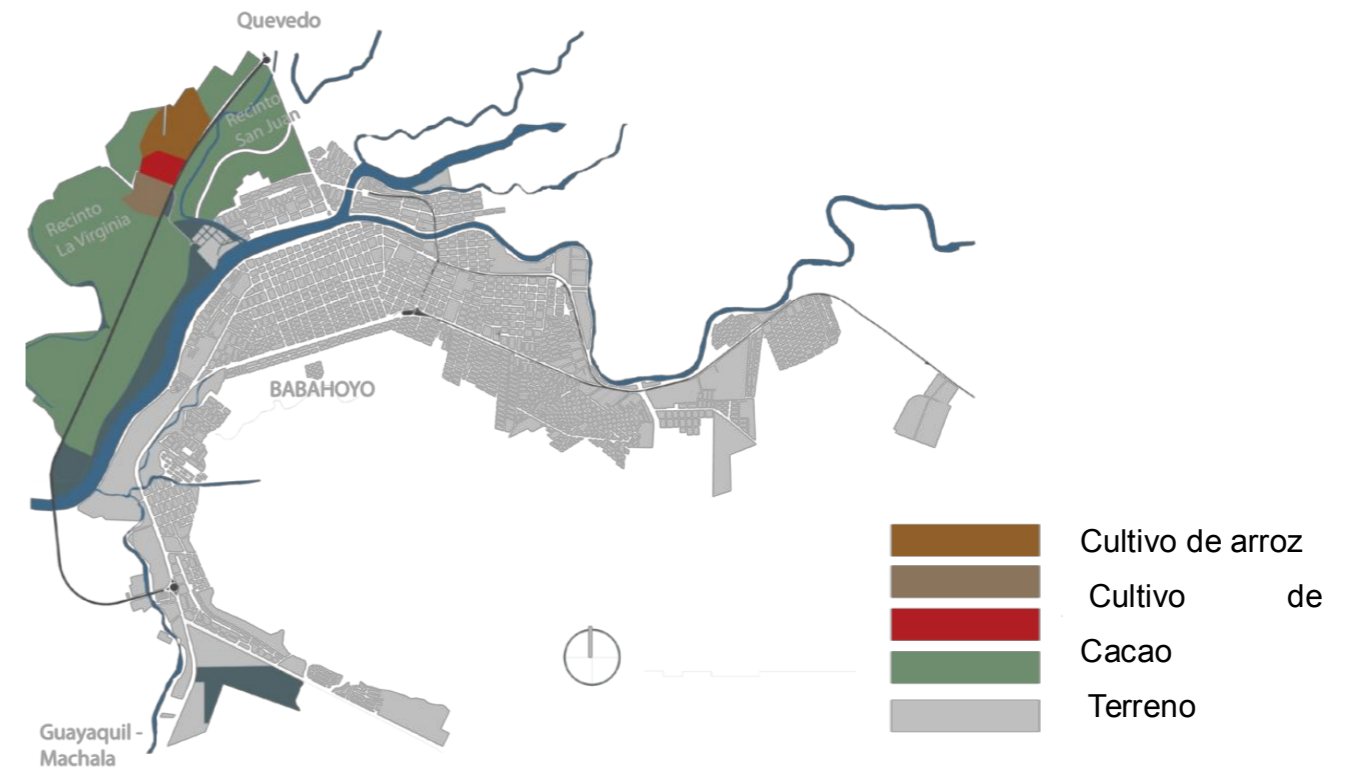 Quevedo
Recinto
San Juan
Recinto
La Virginia
BABAHOYO
Guayaquil -
Machala
Cultivo de arroz
Cultivo de
Cacao
Terreno